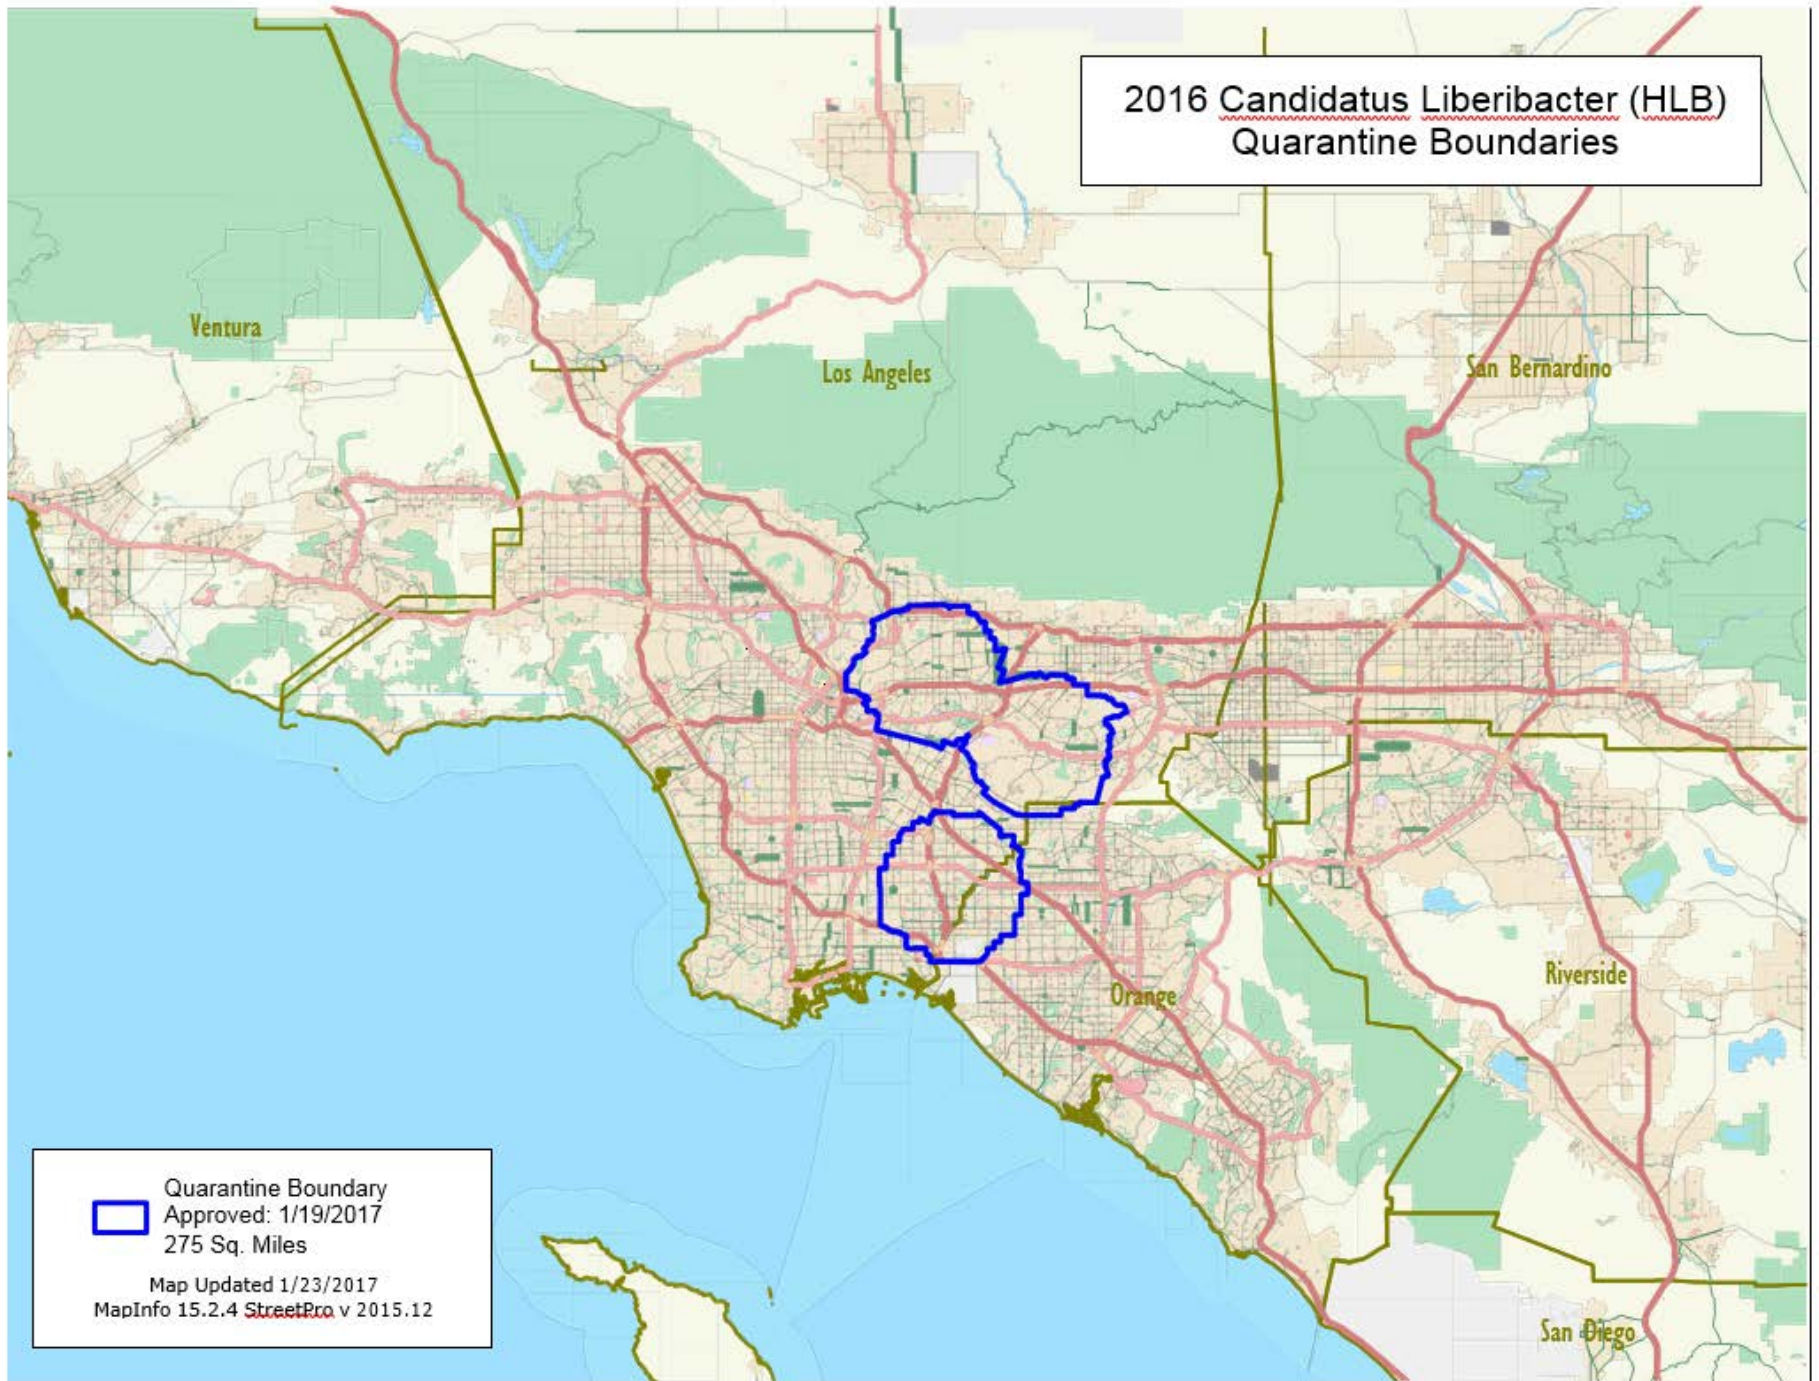 2016 Candidatus Liberibacter (HLB)
Quarantine Boundaries
Ventura
Los Angeles
San Bernardino
Riverside
Orange
San Diego
Quarantine Boundary
Approved: 1/19/2017
275 Sq. Miles
Map Updated 1/23/2017
MapInfo 15.2.4 StreetPro v 2015.12